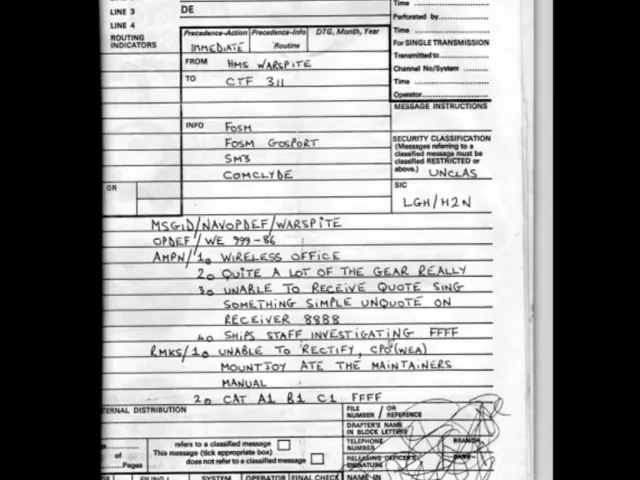 LINE 3
DE
LINE 4
ROUTING INDICATORS
Precedence-Action Precedence-Info DTG, Month, Year
IMMEDIATE Routine
FROM HMS WARSPITE
TO CTF 311
INFO FOSM
FOSM GOSPORT
SM3
COMCLYDE
GR
Time
Perforated by
Time
For SINGLE TRANSMISSION
Transmitted to
Channel No/System
Time
Operator
MESSAGE INSTRUCTIONS
SECURITY CLASSIFICATION
(Messages referring to a
classified message must be
classified RESTRICTED or
above.) UNCLAS
SIC
LGH/H2N
MSGID/NAVOPDEF/WARSPITE
OPDEF/WE 999-86
AMPN/1. WIRELESS OFFICE
2. QUITE A LOT OF THE GEAR REALLY
3. UNABLE TO RECEIVE QUOTE SING
SOMETHING SIMPLE UNQUOTE ON
RECEIVER 8888
4. SHIPS STAFF INVESTIGATING FFFF
RMKS/1. UNABLE TO RECTIFY, CPO(WEA)
MOUNTJOY ATE THE MAINTAINERS
MANUAL
2. CAT A1 B1 C1 FFFF
TERNAL DISTRIBUTION
FILE NUMBER / OR REFERENCE
DRAFTER'S NAME
IN BLOCK LETTERS
TELEPHONE NUMBER
BRANCH
RELEASING OFFICER'S SIGNATURE
DATE
of
Pages
refers to a classified message
This message (tick appropriate box)
does not refer to a classified message
SYSTEM OPERATOR FINAL CHECK
NAME IN